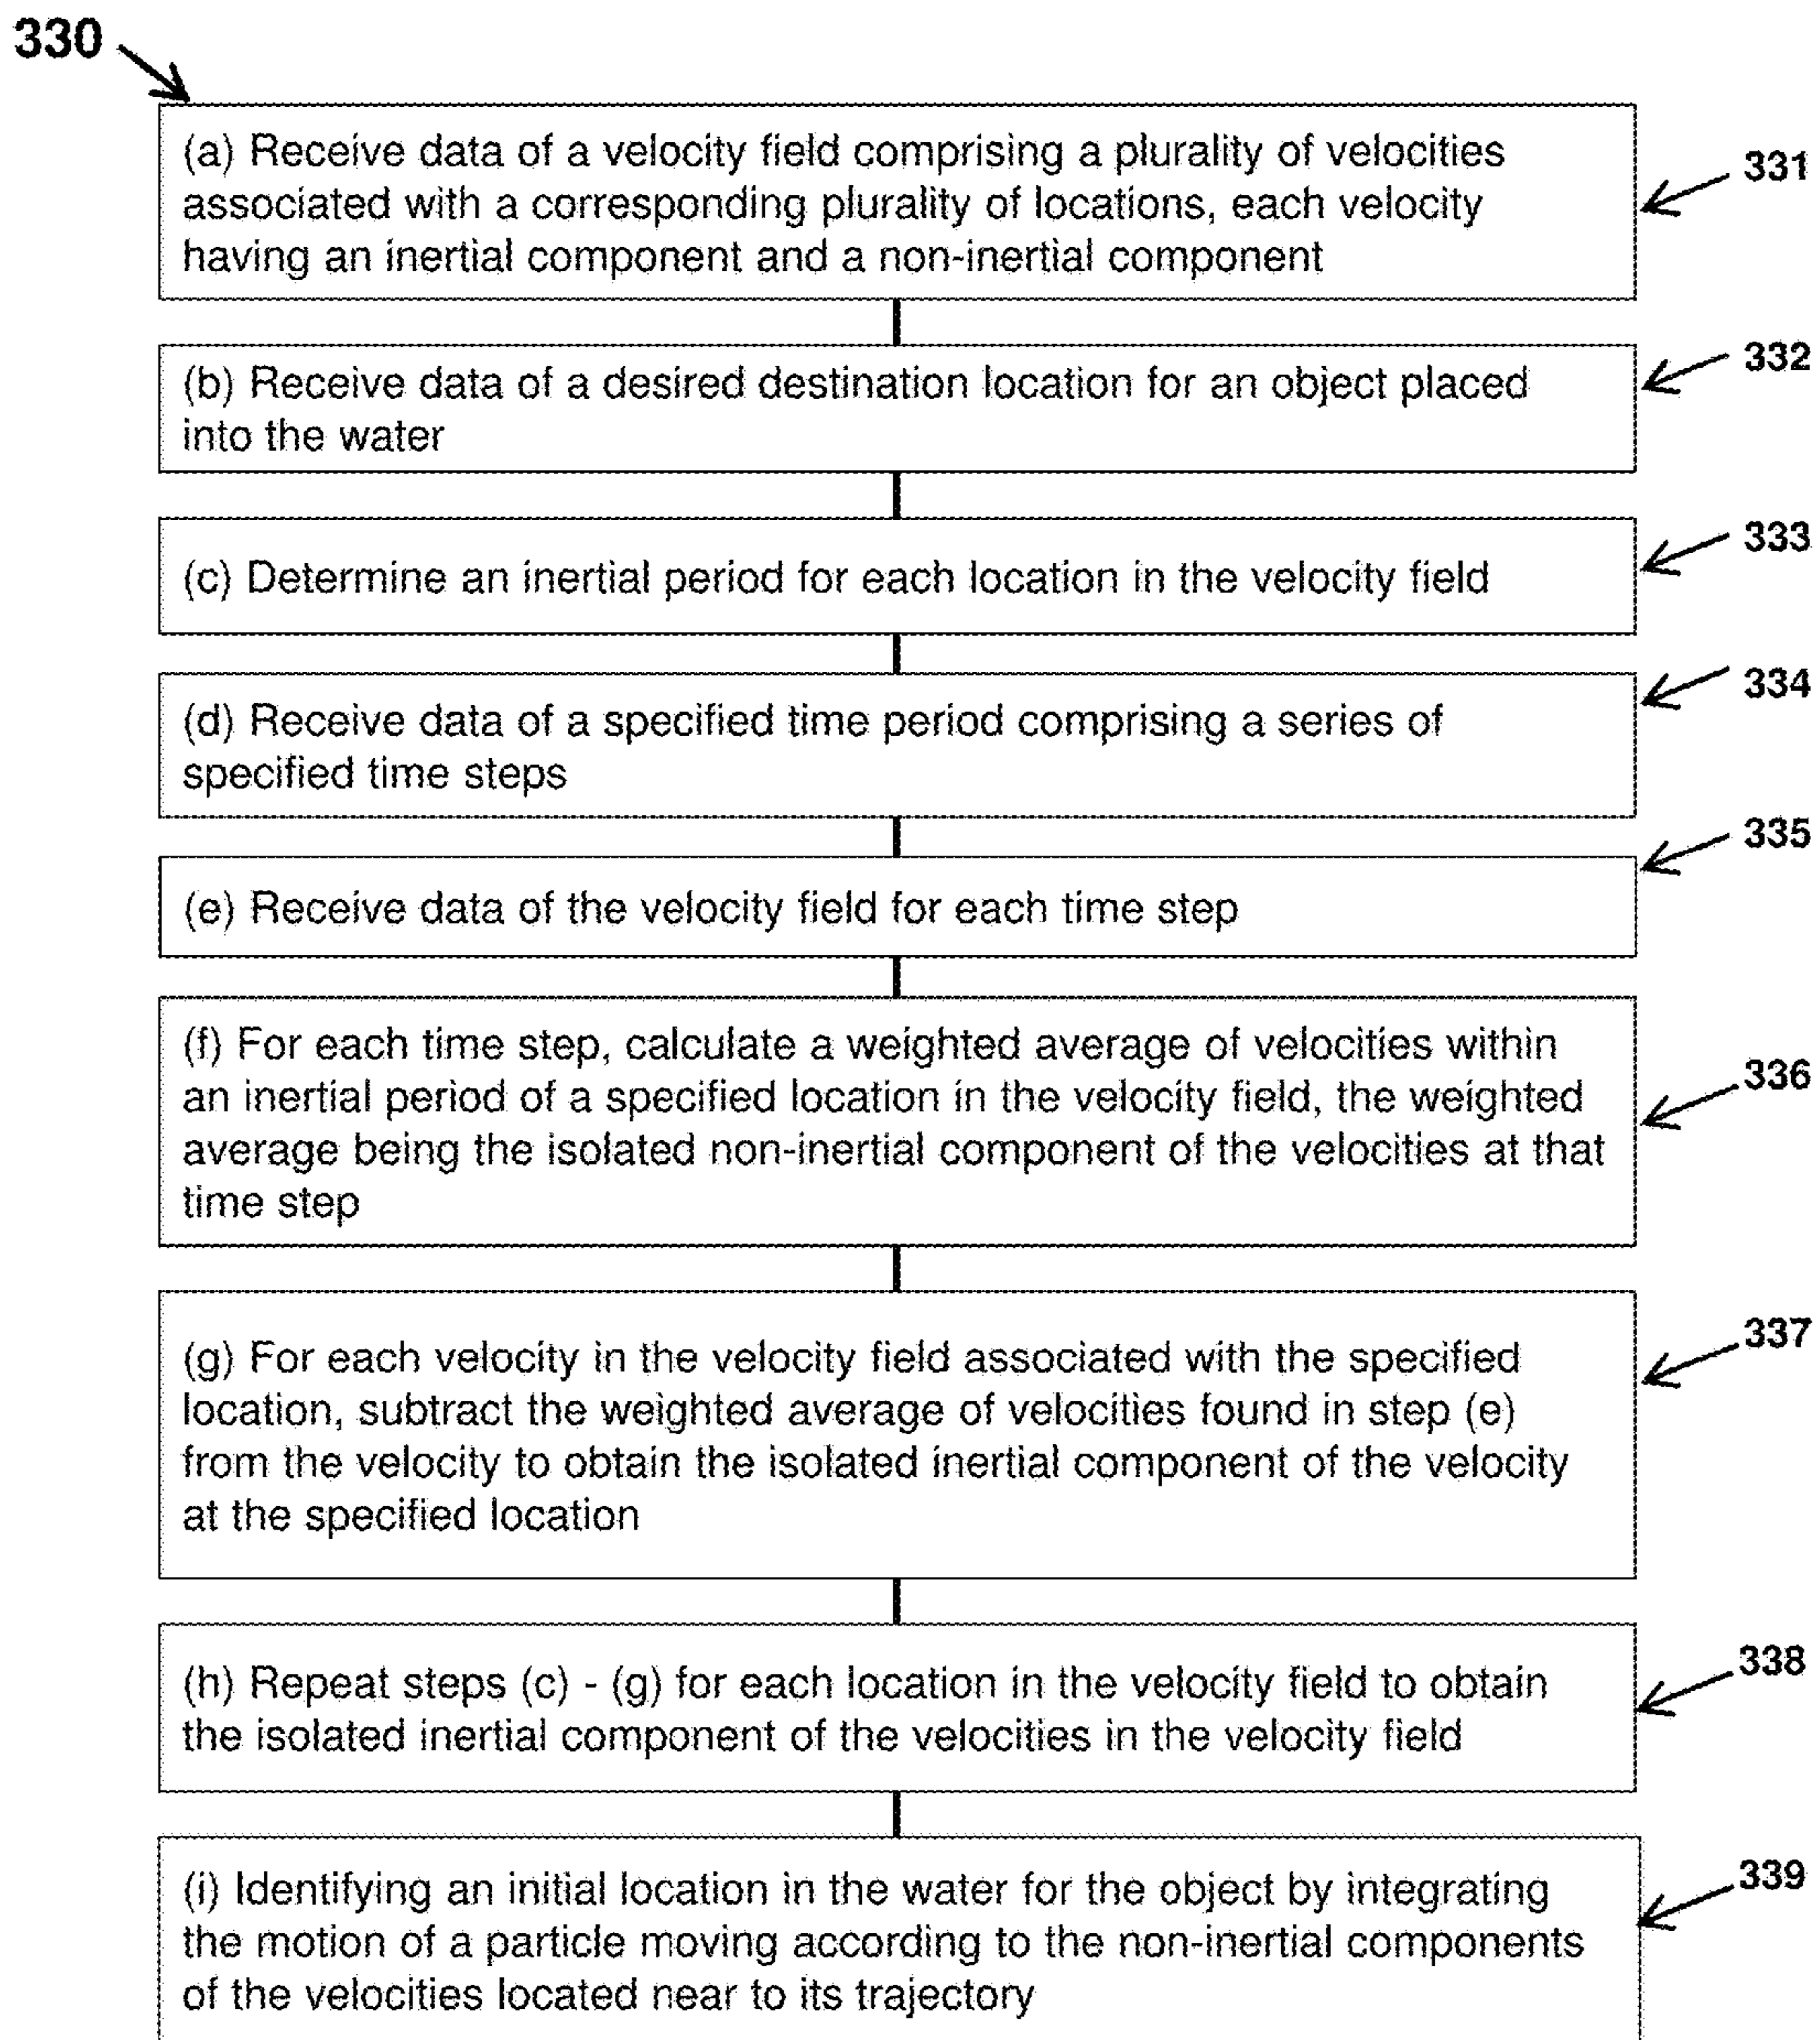 330
(a) Receive data of a velocity field comprising a plurality of velocities
associated with a corresponding plurality of locations, each velocity
having an inertial component and a non-inertial component
331
(b) Receive data of a desired destination location for an object placed
into the water
332
(c) Determine an inertial period for each location in the velocity field
333
(d) Receive data of a specified time period comprising a series of
specified time steps
334
(e) Receive data of the velocity field for each time step
335
(f) For each time step, calculate a weighted average of velocities within
an inertial period of a specified location in the velocity field, the weighted
average being the isolated non-inertial component of the velocities at that
time step
336
(g) For each velocity in the velocity field associated with the specified
location, subtract the weighted average of velocities found in step (e)
from the velocity to obtain the isolated inertial component of the velocity
at the specified location
337
(h) Repeat steps (c) - (g) for each location in the velocity field to obtain
the isolated inertial component of the velocities in the velocity field
338
(i) Identifying an initial location in the water for the object by integrating
the motion of a particle moving according to the non-inertial components
of the velocities located near to its trajectory
339